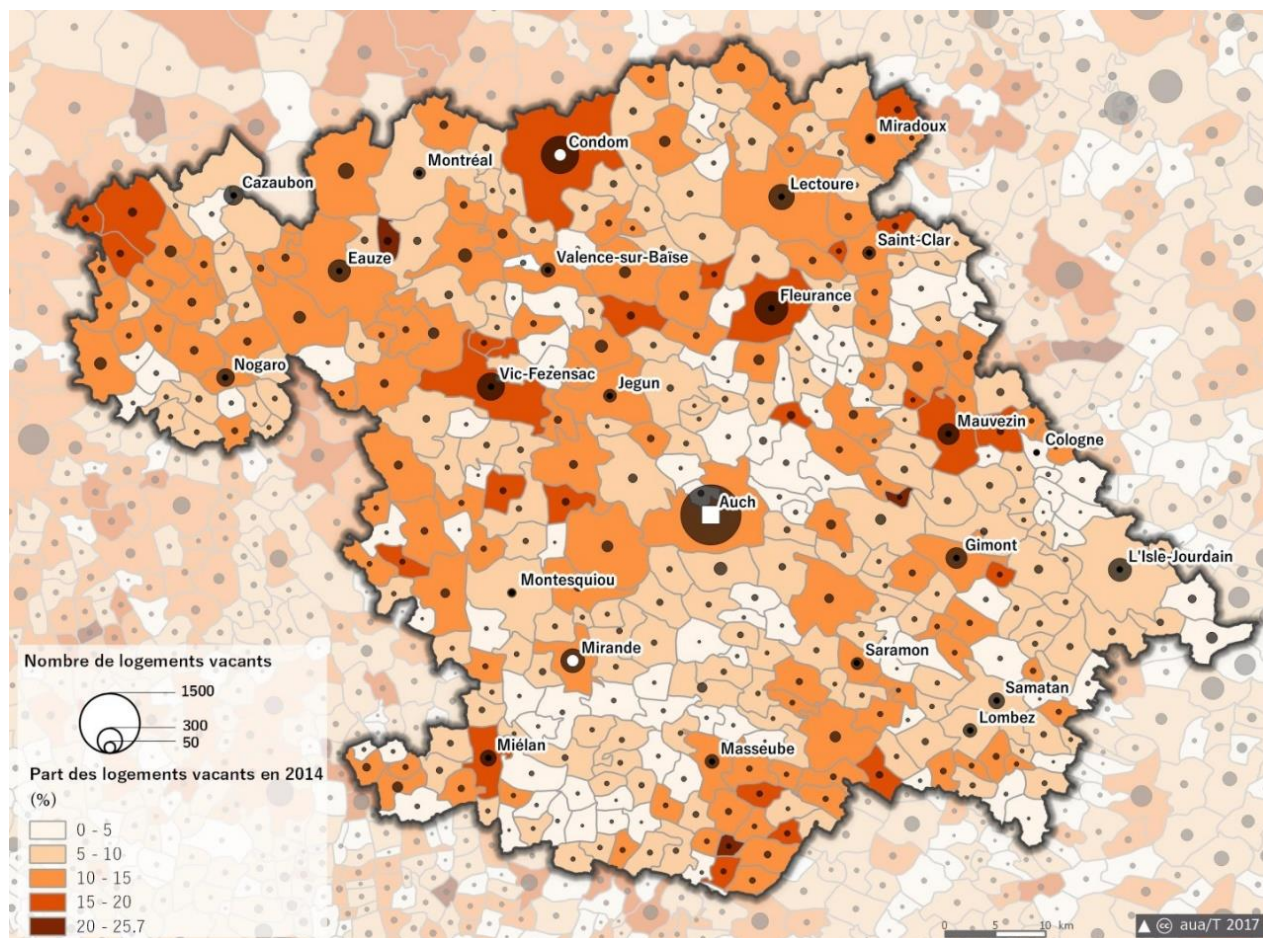 Condom
Miradoux
Montréal
Cazaubon
Lectoure
Saint-Clar
Eauze
Valence-sur-Baïse
Fleurance
Nogaro
Vic-Fezensac
Jegun
Mauvezin
Cologne
Auch
Gimont
L'Isle-Jourdain
Montesquiou
Mirande
Saramon
Samatan
Lombez
Miélan
Masseube
Nombre de logements vacants
1500
300
50
Part des logements vacants en 2014
(%)
0 - 5
5 - 10
10 - 15
15 - 20
20 - 25.7
0 10 km
▲ cc aua/T 2017